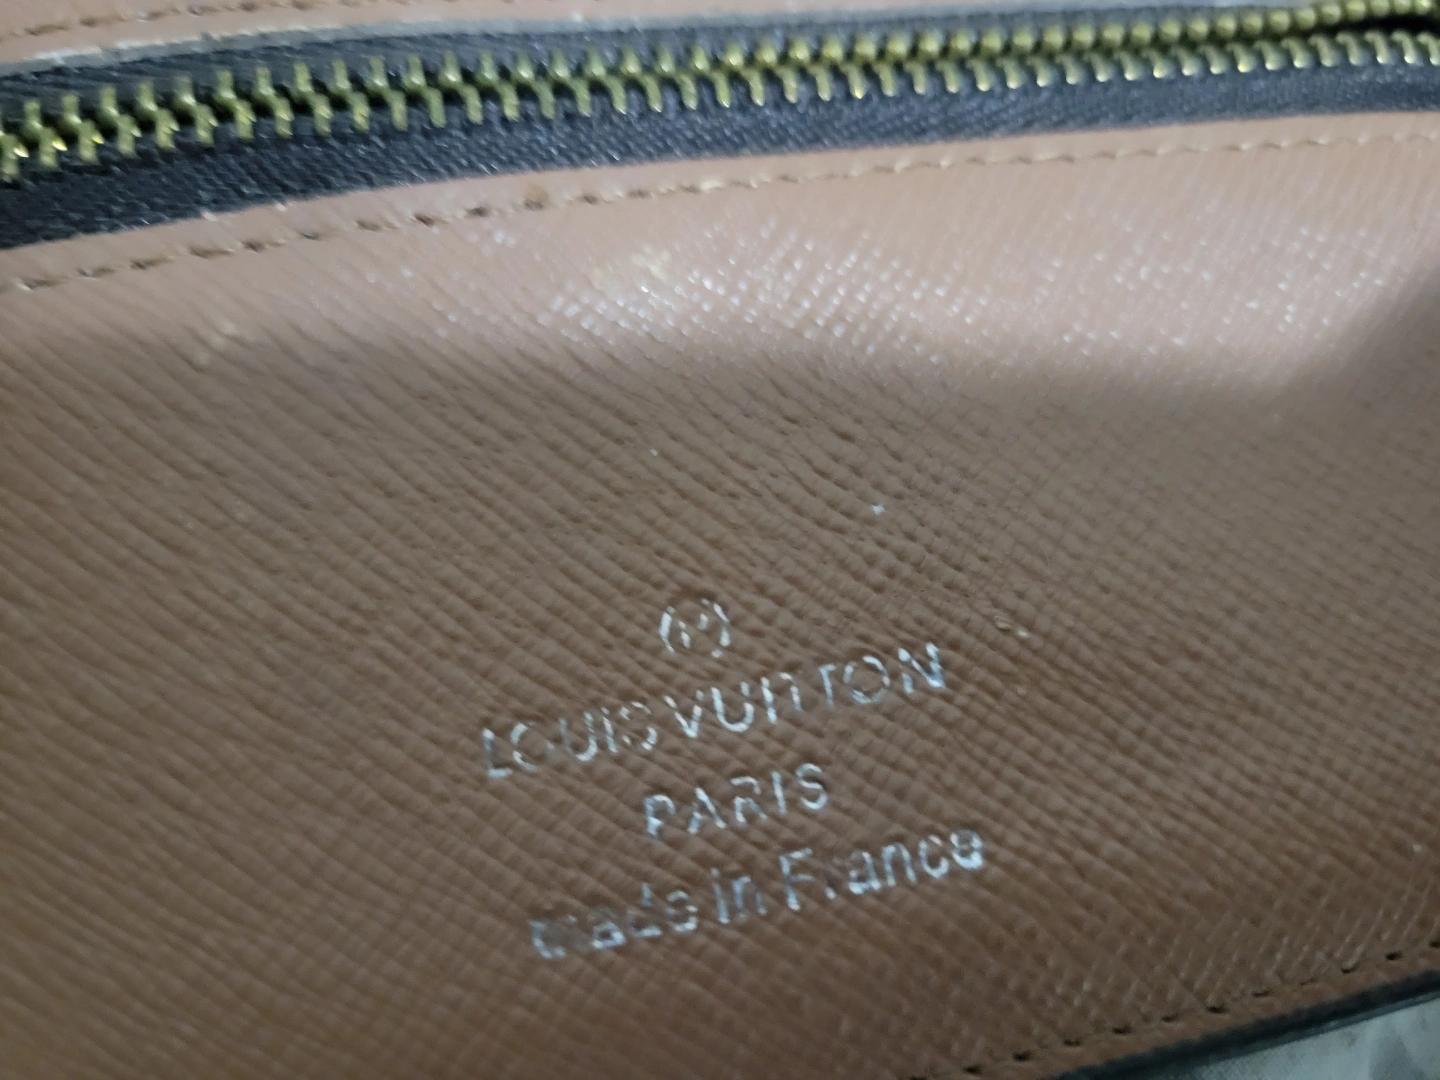 (R)
LOUIS VUITTON
PARIS
made in France